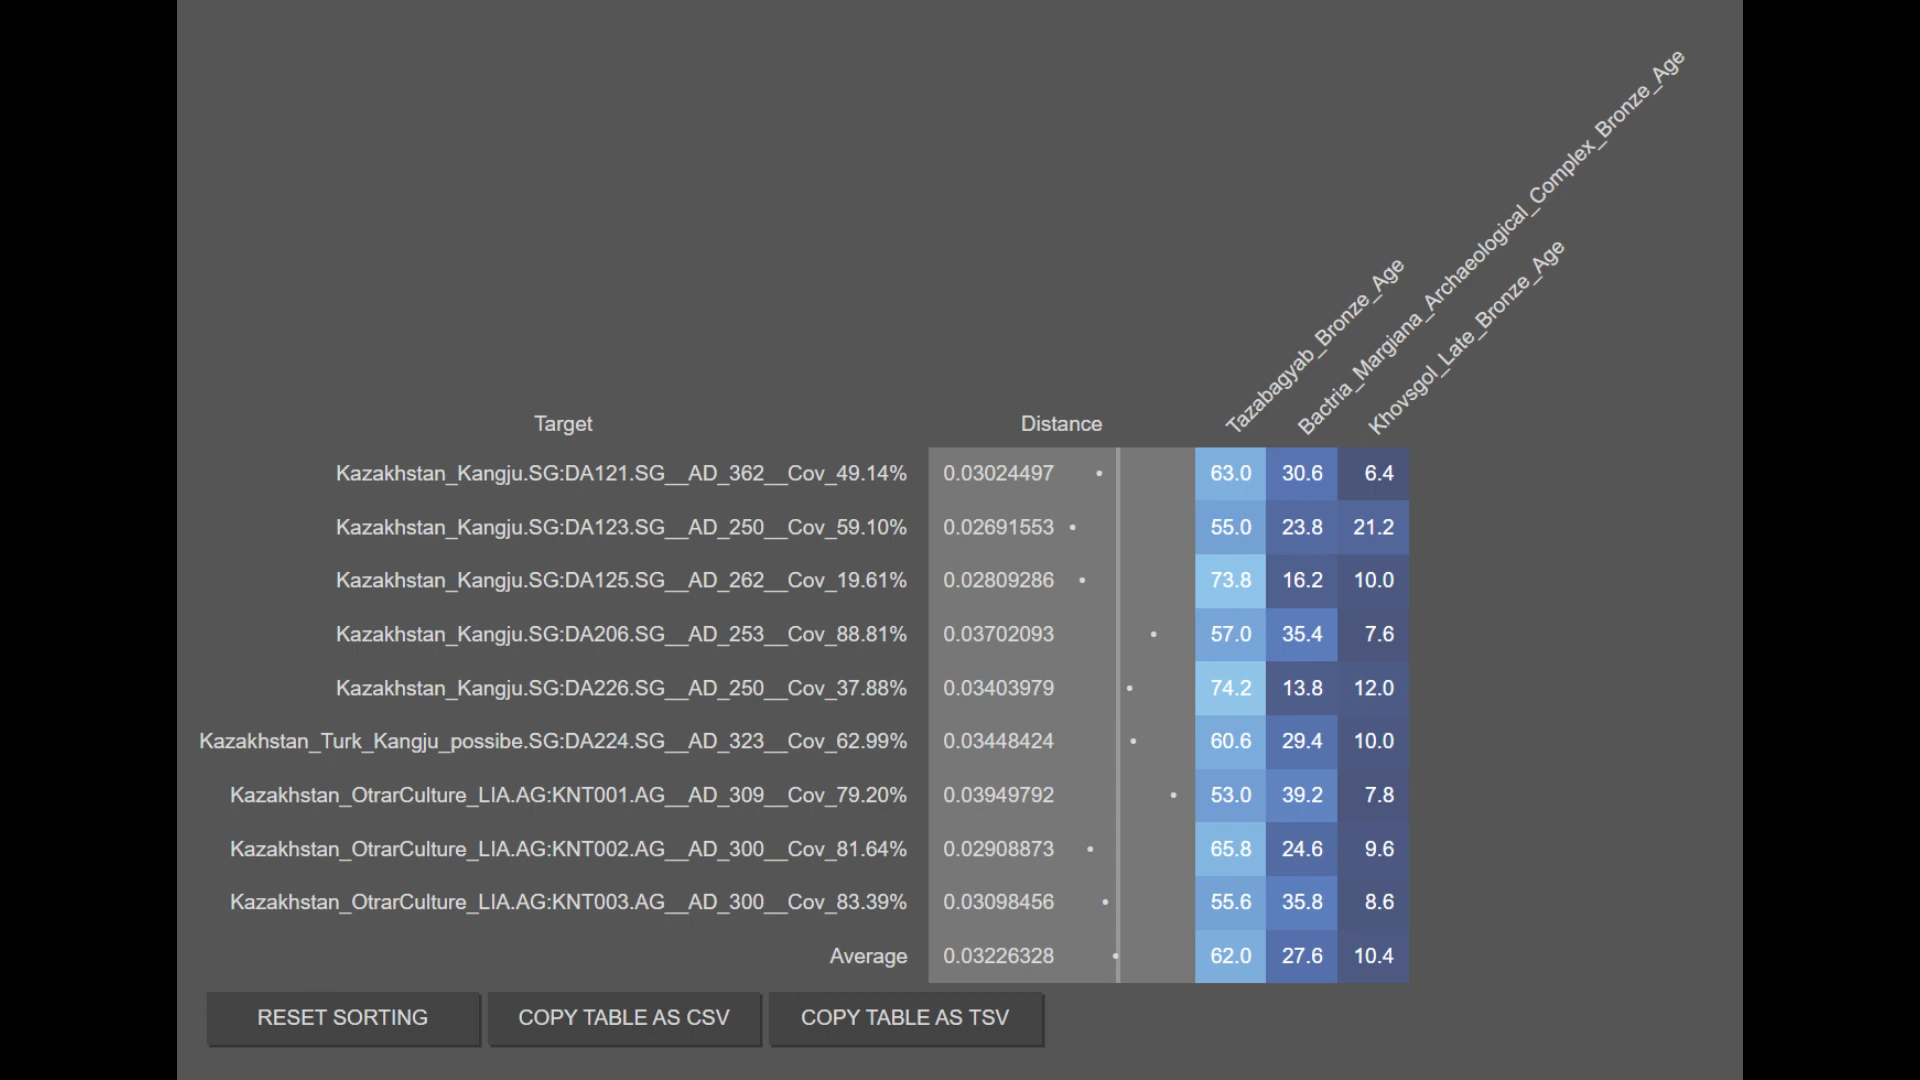 Tazabagyab_Bronze_Age
Bactria_Margiana_Archaeological_Complex_Bronze_Age
Khovsgol_Late_Bronze_Age
Target Distance
Kazakhstan_Kangju.SG:DA121.SG__AD_362__Cov_49.14% 0.03024497 63.0 30.6 6.4
Kazakhstan_Kangju.SG:DA123.SG__AD_250__Cov_59.10% 0.02691553 55.0 23.8 21.2
Kazakhstan_Kangju.SG:DA125.SG__AD_262__Cov_19.61% 0.02809286 73.8 16.2 10.0
Kazakhstan_Kangju.SG:DA206.SG__AD_253__Cov_88.81% 0.03702093 57.0 35.4 7.6
Kazakhstan_Kangju.SG:DA226.SG__AD_250__Cov_37.88% 0.03403979 74.2 13.8 12.0
Kazakhstan_Turk_Kangju_possibe.SG:DA224.SG__AD_323__Cov_62.99% 0.03448424 60.6 29.4 10.0
Kazakhstan_OtrarCulture_LIA.AG:KNT001.AG__AD_309__Cov_79.20% 0.03949792 53.0 39.2 7.8
Kazakhstan_OtrarCulture_LIA.AG:KNT002.AG__AD_300__Cov_81.64% 0.02908873 65.8 24.6 9.6
Kazakhstan_OtrarCulture_LIA.AG:KNT003.AG__AD_300__Cov_83.39% 0.03098456 55.6 35.8 8.6
Average 0.03226328 62.0 27.6 10.4
RESET SORTING COPY TABLE AS CSV COPY TABLE AS TSV